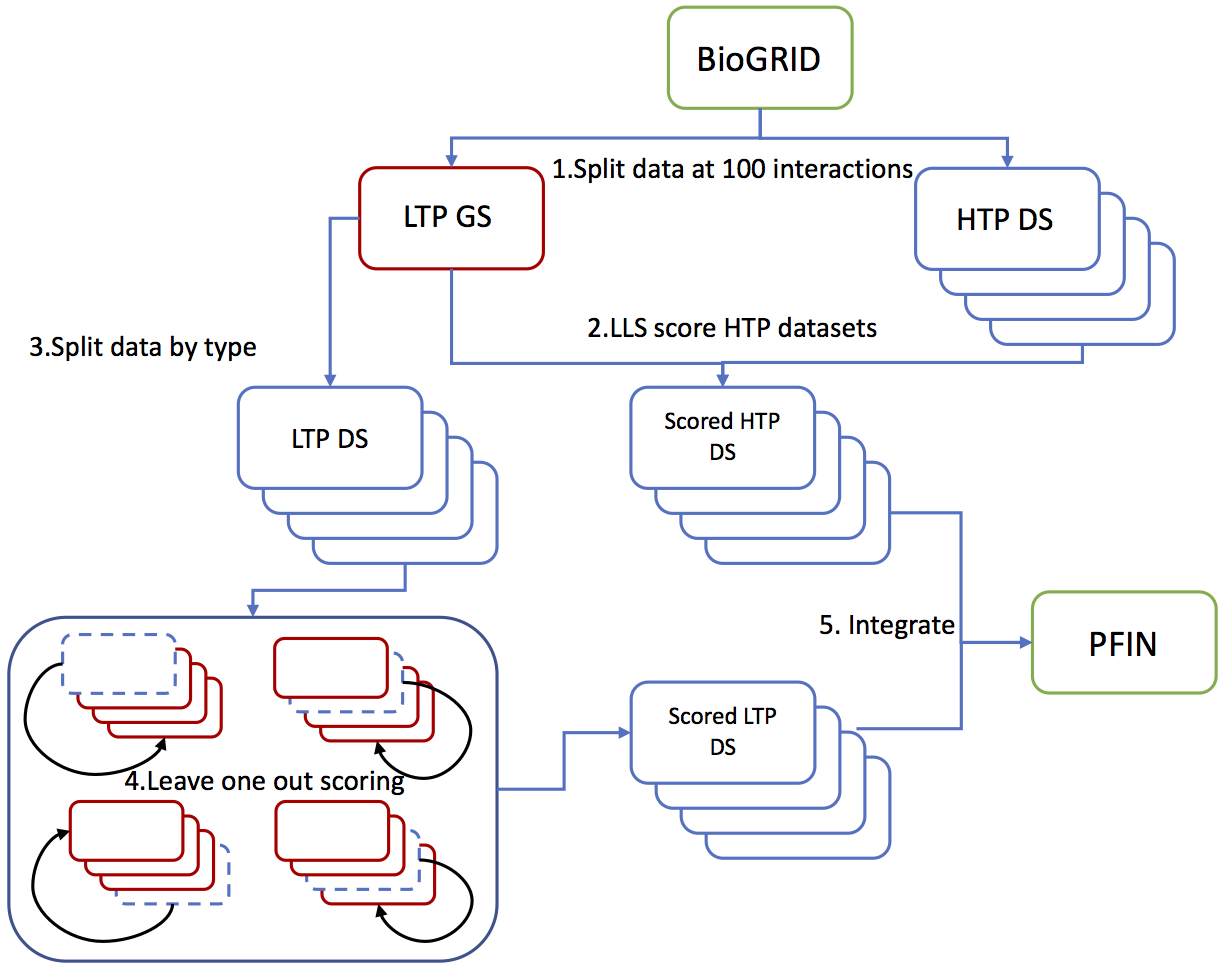 BioGRID
1.Split data at 100 interactions
LTP GS
HTP DS
2.LLS score HTP datasets
3.Split data by type
LTP DS
Scored HTP
DS
5. Integrate
PFIN
Scored LTP
DS
4.Leave one out scoring